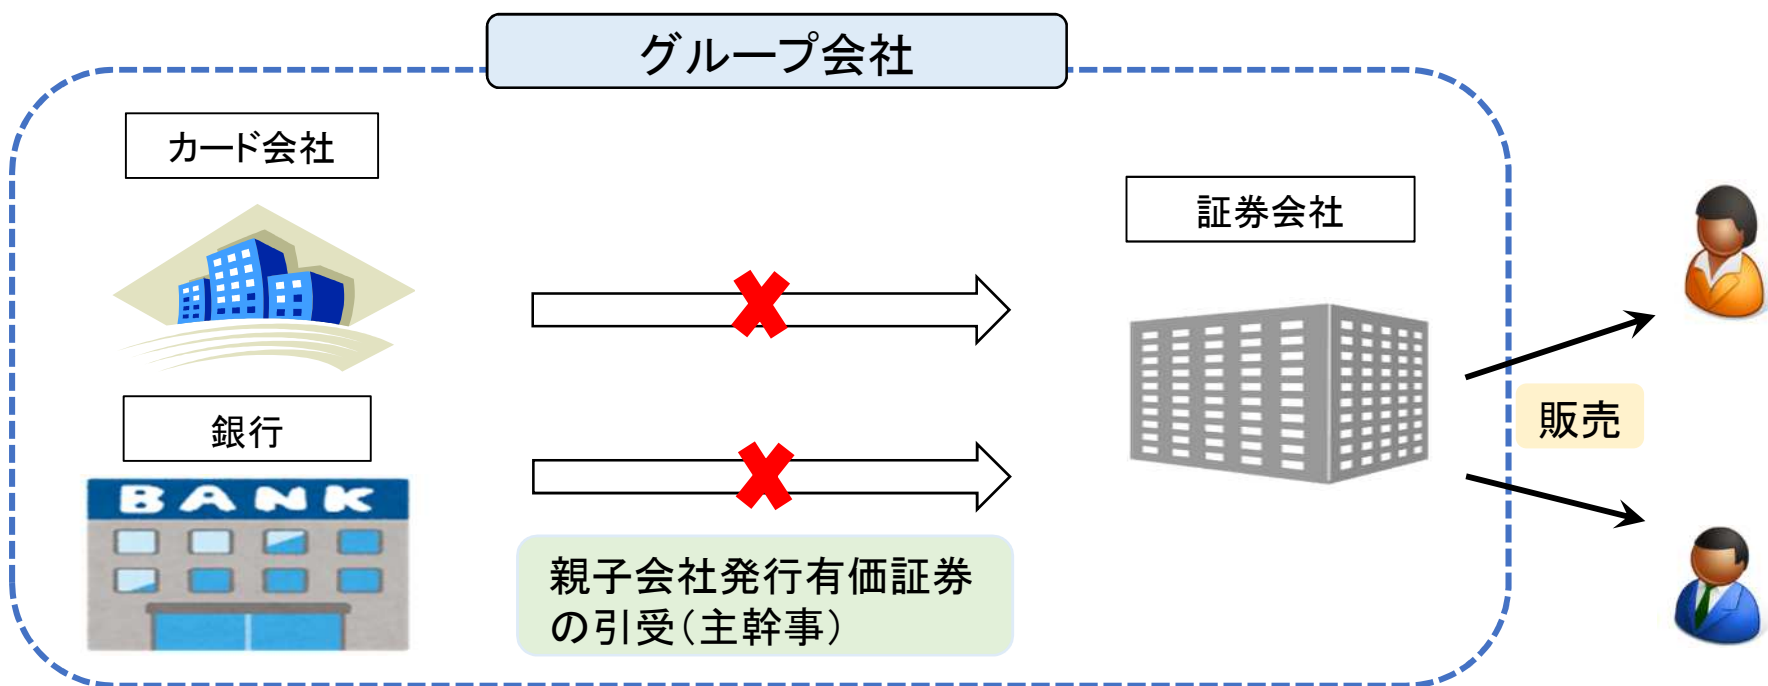 グループ会社
カード会社
証券会社
銀行
BANK
販売
親子会社発行有価証券
の引受(主幹事)